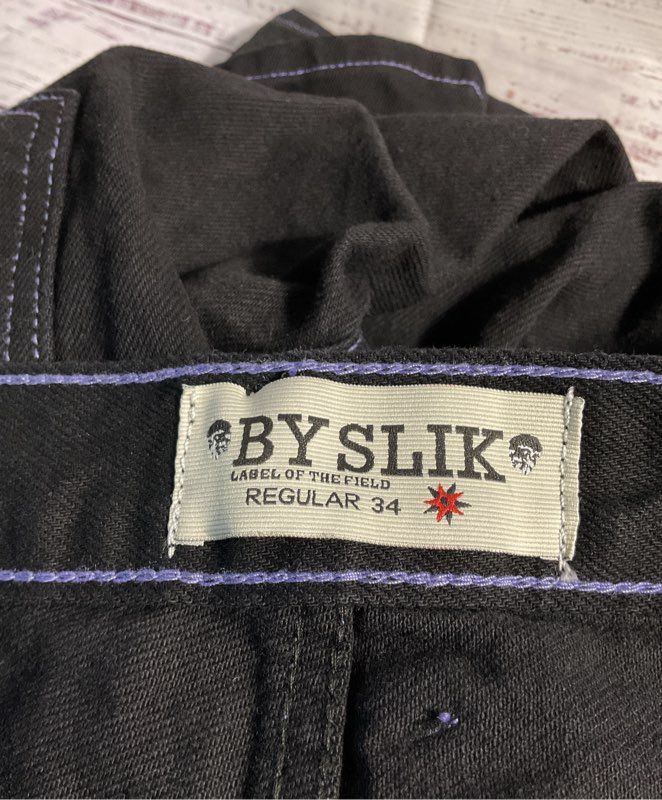 BY SLIK
LABEL OF THE FIELD
REGULAR 34